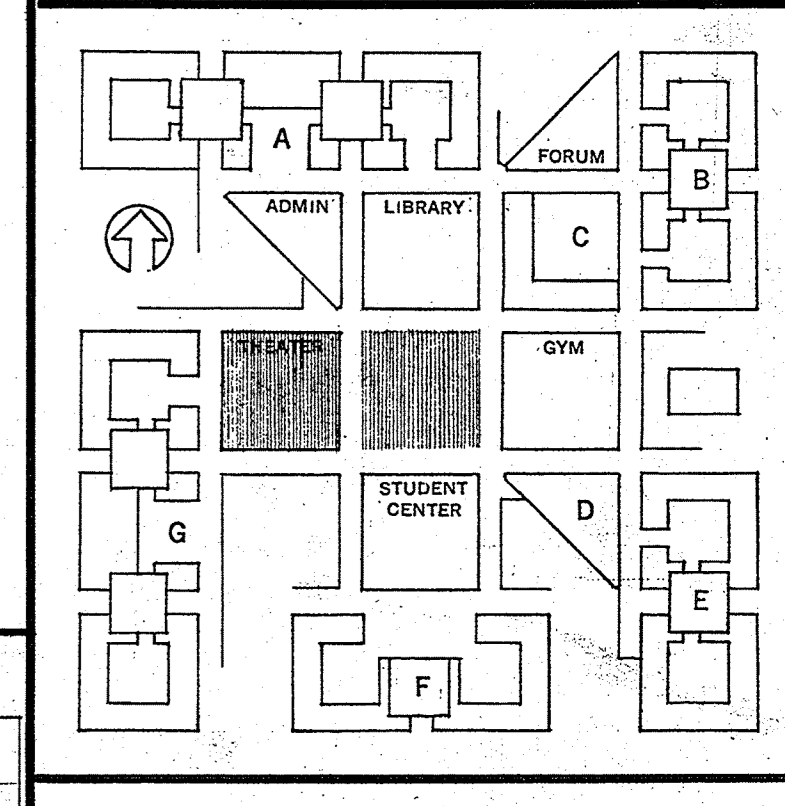 A
FORUM
B
ADMIN
LIBRARY
C
THEATER
GYM
STUDENT
CENTER
D
G
E
F